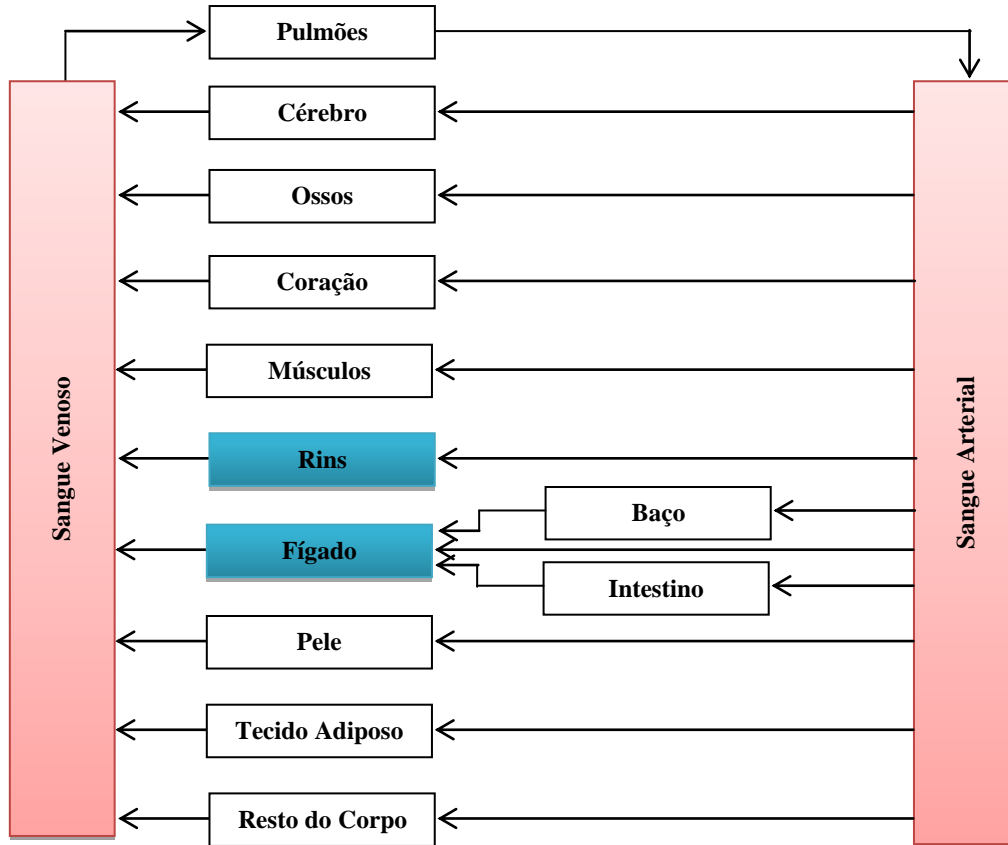 Pulmões
Cérebro
Ossos
Coração
Músculos
Rins
Baço
Fígado
Intestino
Pele
Tecido Adiposo
Resto do Corpo
Sangue Venoso
Sangue Arterial